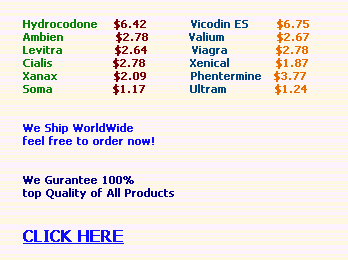 Hydrocodone $6.42 Vicodin ES $6.75
Ambien $2.78 Valium $2.67
Levitra $2.64 Viagra $2.78
Cialis $2.78 Xenical $1.87
Xanax $2.09 Phentermine $3.77
Soma $1.17 Ultram $1.24
We Ship WorldWide
feel free to order now!
We Gurantee 100%
top Quality of All Products
CLICK HERE